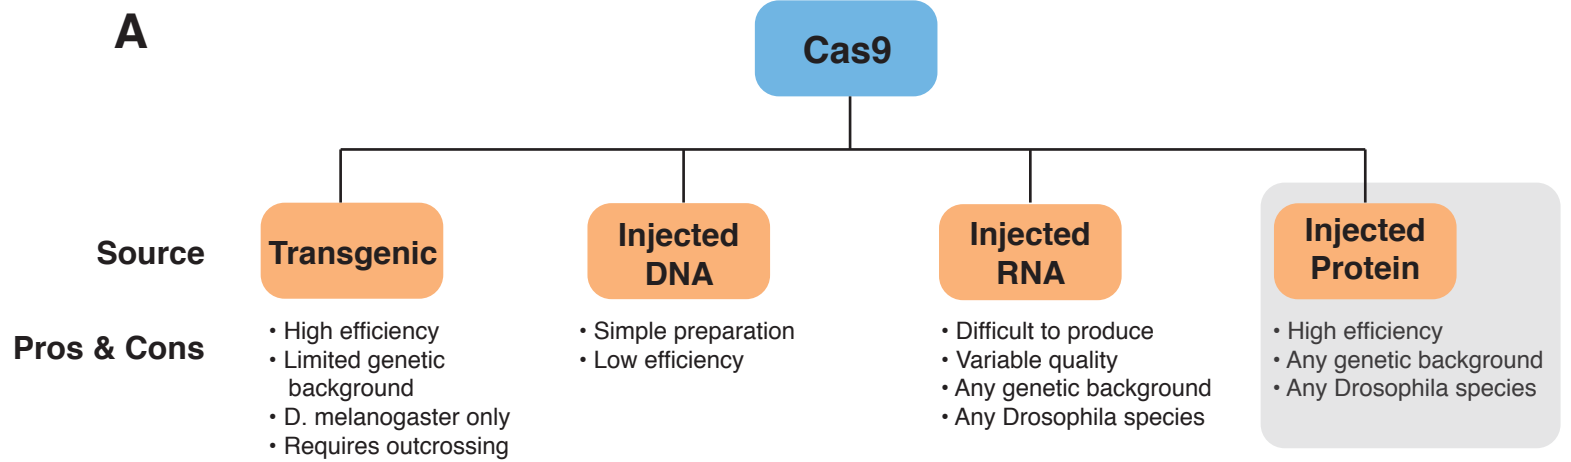 A
Cas9
Source
Transgenic
Injected
DNA
Injected
RNA
Injected
Protein
Pros & Cons
• High efficiency
• Limited genetic
background
• D. melanogaster only
• Requires outcrossing
• Simple preparation
• Low efficiency
• Difficult to produce
• Variable quality
• Any genetic background
• Any Drosophila species
• High efficiency
• Any genetic background
• Any Drosophila species